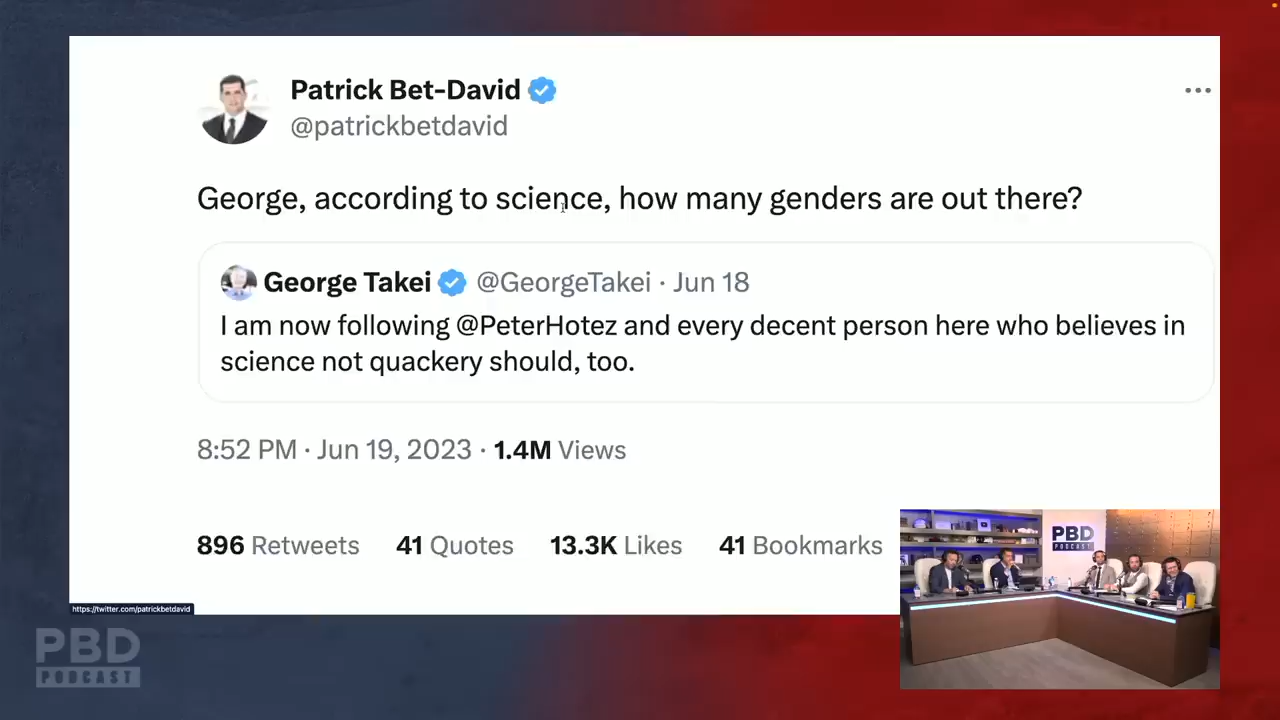 Patrick Bet-David
@patrickbetdavid
George, according to science, how many genders are out there?
George Takei @GeorgeTakei · Jun 18
I am now following @PeterHotez and every decent person here who believes in
science not quackery should, too.
8:52 PM · Jun 19, 2023 · 1.4M Views
896 Retweets 41 Quotes 13.3K Likes 41 Bookmarks
https://twitter.com/patrickbetdavid
PBD
PODCAST
PBD
PODCAST